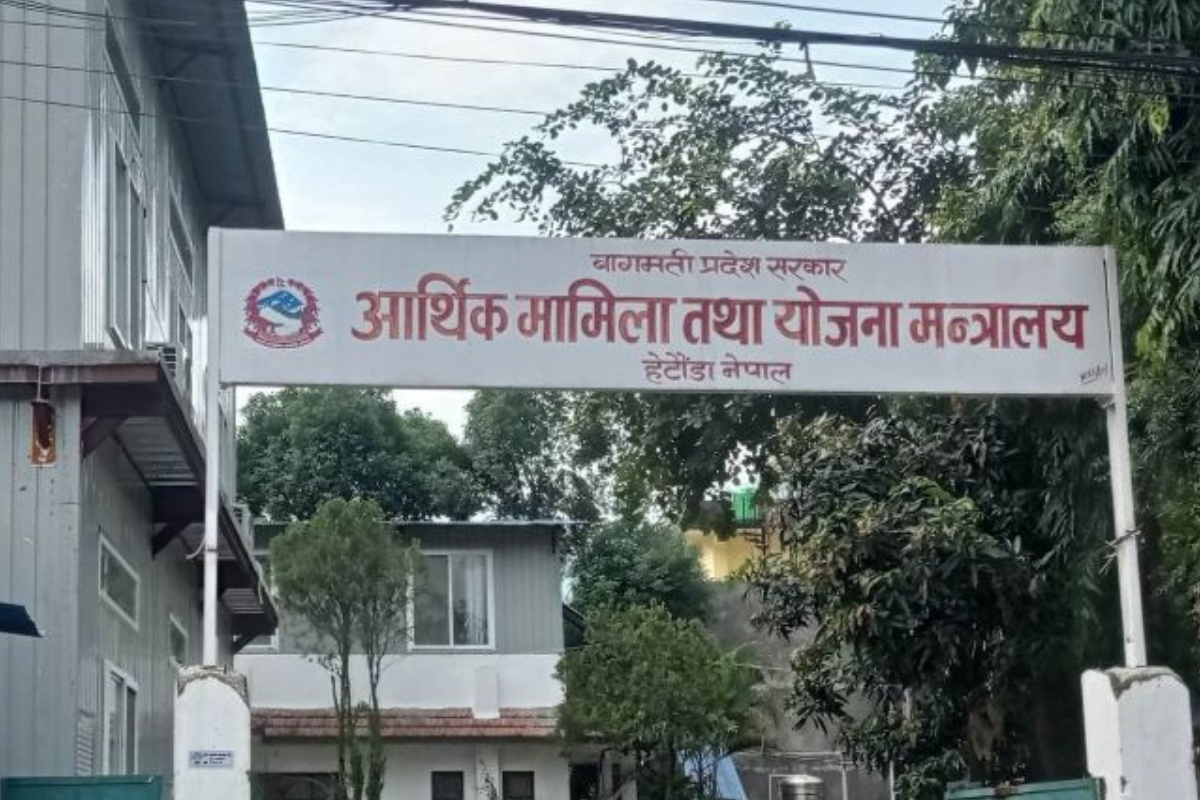 बागमती प्रदेश सरकार
आर्थिक मामिला तथा योजना मन्त्रालय
हेटौंडा नेपाल